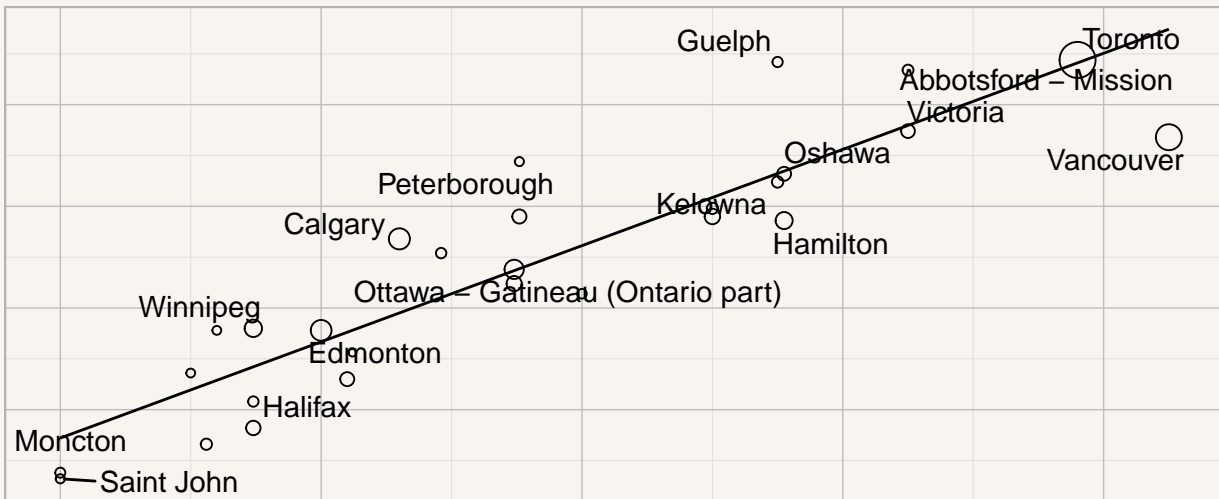 Toronto
Guelph
Abbotsford – Mission
Victoria
Oshawa
Vancouver
Peterborough
Kelowna
Calgary
Hamilton
Ottawa – Gatineau (Ontario part)
Winnipeg
Edmonton
Halifax
Moncton
Saint John